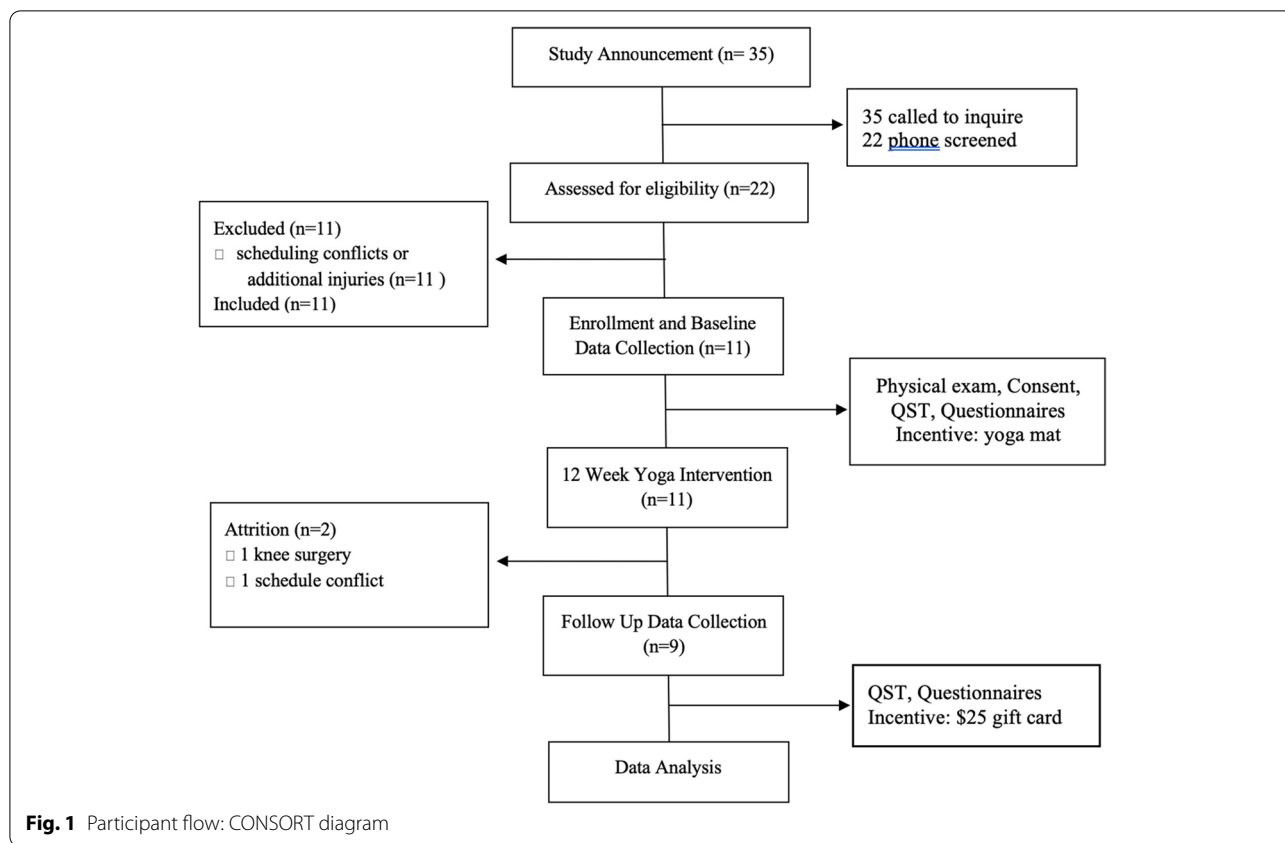 Study Announcement (n= 35)
35 called to inquire
22 phone screened
Assessed for eligibility (n=22)
Excluded (n=11)
□ scheduling conflicts or
additional injuries (n=11 )
Included (n=11)
Enrollment and Baseline
Data Collection (n=11)
Physical exam, Consent,
QST, Questionnaires
Incentive: yoga mat
12 Week Yoga Intervention
(n=11)
Attrition (n=2)
□ 1 knee surgery
□ 1 schedule conflict
Follow Up Data Collection
(n=9)
QST, Questionnaires
Incentive: $25 gift card
Data Analysis
Fig. 1 Participant flow: CONSORT diagram